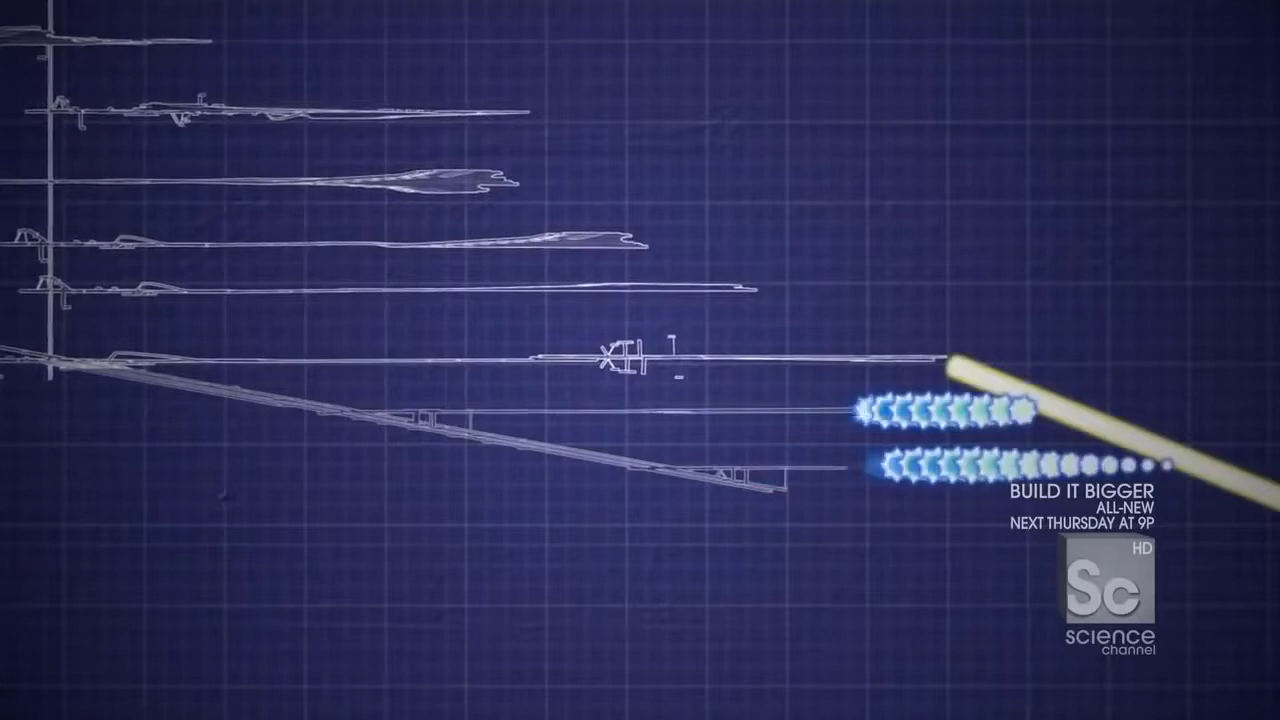 BUILD IT BIGGER
ALL-NEW
NEXT THURSDAY AT 9P
HD
Sc
science
channel